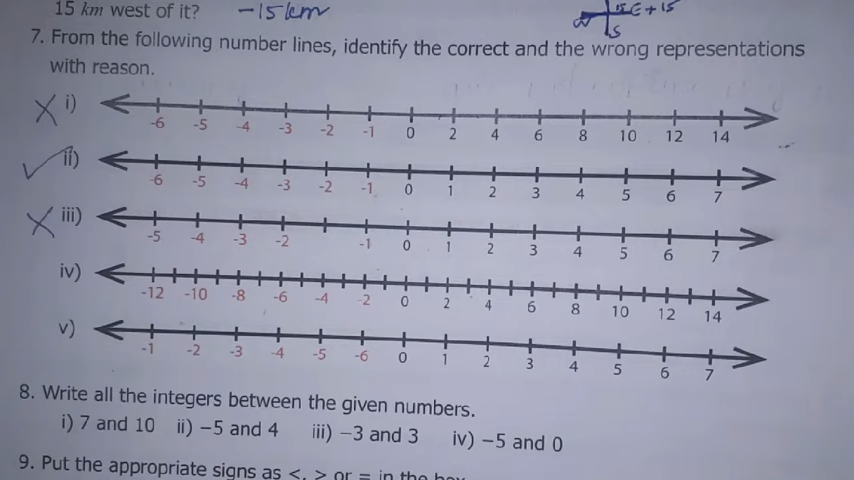 15 km west of it? -15 km
E+15
S
7. From the following number lines, identify the correct and the wrong representations
with reason.
i) -6 -5 -4 -3 -2 -1 0 2 4 6 8 10 12 14
ii) -6 -5 -4 -3 -2 -1 0 1 2 3 4 5 6 7
iii) -5 -4 -3 -2 -1 0 1 2 3 4 5 6 7
iv) -12 -10 -8 -6 -4 -2 0 2 4 6 8 10 12 14
v) -1 -2 -3 -4 -5 -6 0 1 2 3 4 5 6 7
8. Write all the integers between the given numbers.
i) 7 and 10 ii) −5 and 4 iii) −3 and 3 iv) −5 and 0
9. Put the appropriate signs as <, > or = in the box